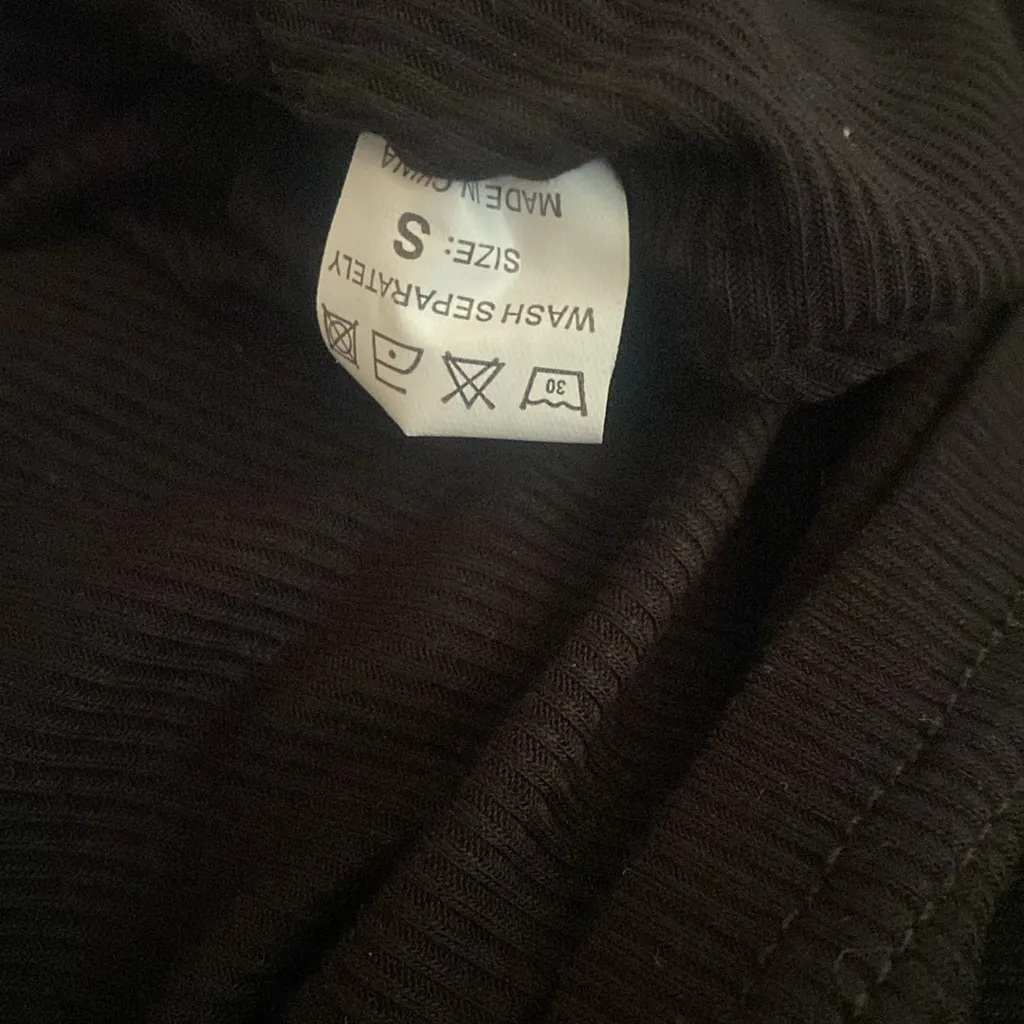 MADE IN CHINA
SIZE: S
WASH SEPARATELY
30